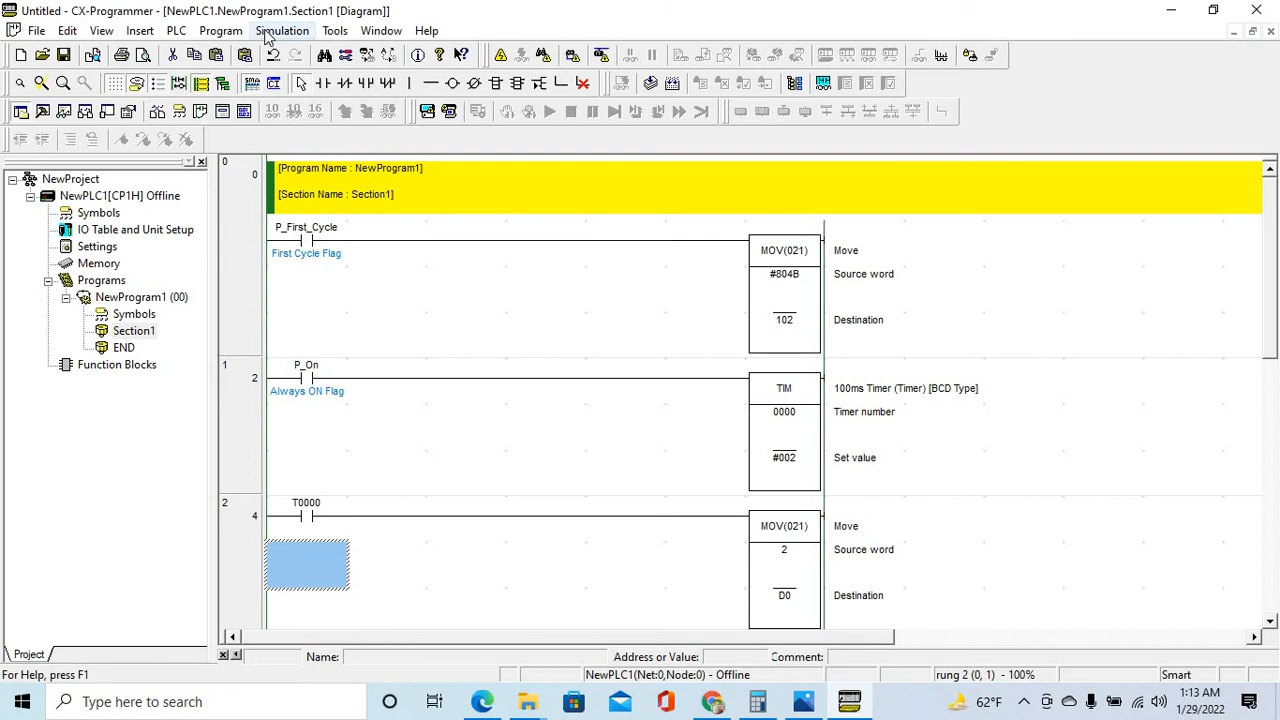 Untitled - CX-Programmer - [NewPLC1.NewProgram1.Section1 [Diagram]]
File Edit View Insert PLC Program Simulation Tools Window Help
10 10 16
NewProject
NewPLC1[CP1H] Offline
Symbols
IO Table and Unit Setup
Settings
Memory
Programs
NewProgram1 (00)
Symbols
Section1
END
Function Blocks
Project
0
0
[Program Name : NewProgram1]
[Section Name : Section1]
P_First_Cycle
First Cycle Flag
MOV(021) Move
#804B Source word
102 Destination
1
2
P_On
Always ON Flag
TIM 100ms Timer (Timer) [BCD Type]
0000 Timer number
#002 Set value
2
4
T0000
MOV(021) Move
2 Source word
D0 Destination
Name: Address or Value: Comment:
For Help, press F1 NewPLC1(Net:0,Node:0) - Offline rung 2 (0, 1) - 100% Smart
Type here to search 62°F 1:13 AM
1/29/2022